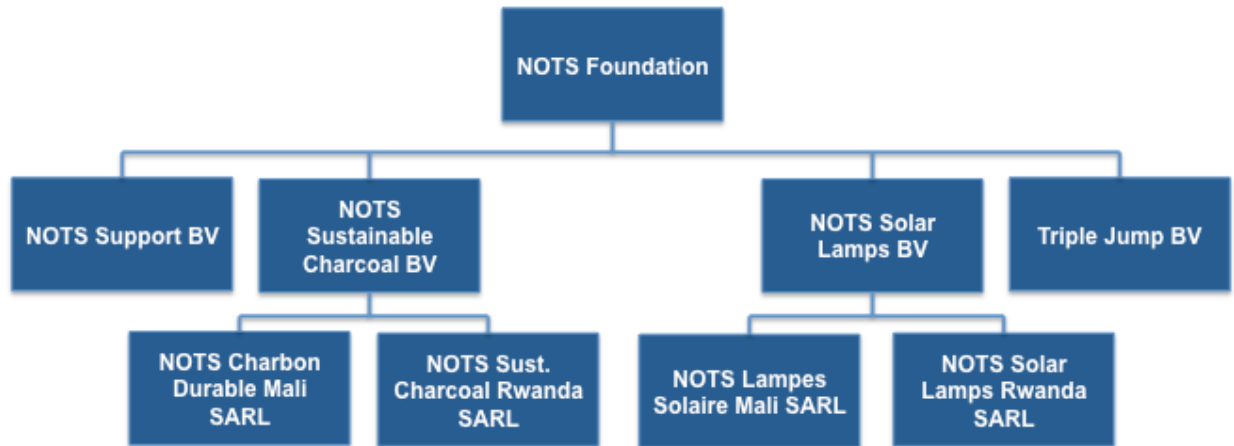 NOTS Foundation
NOTS Support BV
NOTS
Sustainable
Charcoal BV
NOTS Solar
Lamps BV
Triple Jump BV
NOTS Charbon
Durable Mali
SARL
NOTS Sust.
Charcoal Rwanda
SARL
NOTS Lampes
Solaire Mali SARL
NOTS Solar
Lamps Rwanda
SARL